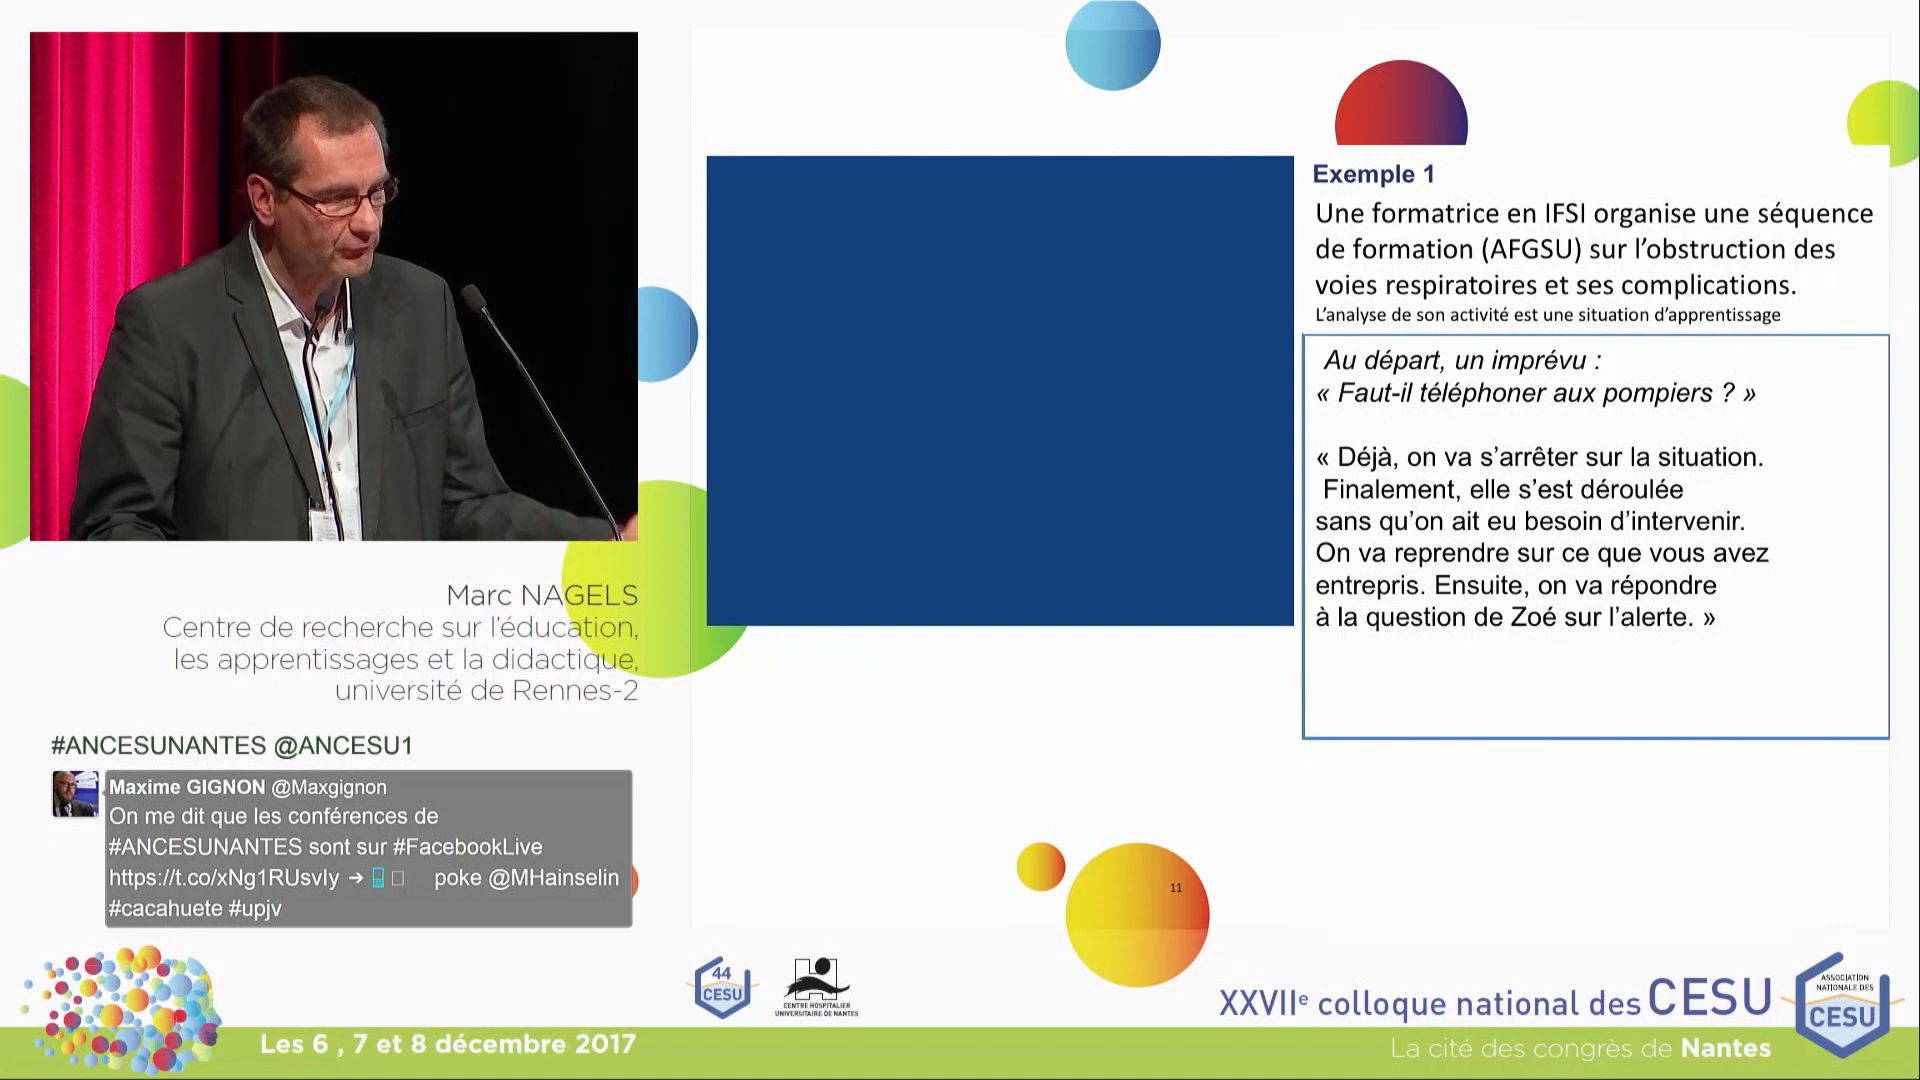 Exemple 1
Une formatrice en IFSI organise une séquence
de formation (AFGSU) sur l’obstruction des
voies respiratoires et ses complications.
L’analyse de son activité est une situation d’apprentissage
Au départ, un imprévu :
« Faut-il téléphoner aux pompiers ? »
« Déjà, on va s’arrêter sur la situation.
Finalement, elle s’est déroulée
sans qu’on ait eu besoin d’intervenir.
On va reprendre sur ce que vous avez
entrepris. Ensuite, on va répondre
à la question de Zoé sur l’alerte. »
Marc NAGELS
Centre de recherche sur l’éducation,
les apprentissages et la didactique,
université de Rennes-2
#ANCESUNANTES @ANCESU1
Maxime GIGNON @Maxgignon
On me dit que les conférences de
#ANCESUNANTES sont sur #FacebookLive
https://t.co/xNg1RUsvIy → poke @MHainselin
#cacahuete #upjv
11
44
CESU
CENTRE HOSPITALIER
UNIVERSITAIRE DE NANTES
XXVIIe colloque national des CESU
La cité des congrès de Nantes
ASSOCIATION
NATIONALE DES
CESU
Les 6 , 7 et 8 décembre 2017